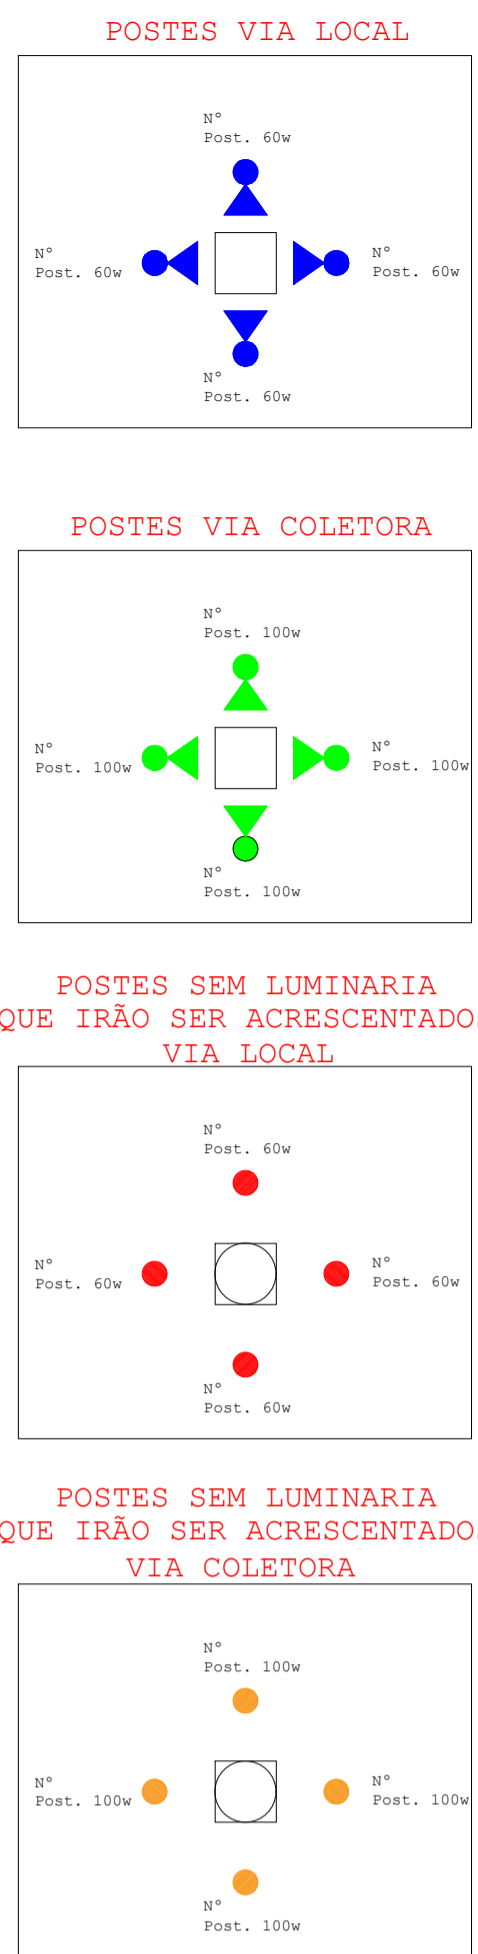 POSTES VIA LOCAL
N°
Post. 60w
N°
Post. 60w
N°
Post. 60w
N°
Post. 60w
POSTES VIA COLETORA
N°
Post. 100w
N°
Post. 100w
N°
Post. 100w
N°
Post. 100w
POSTES SEM LUMINARIA
QUE IRÃO SER ACRESCENTADO
VIA LOCAL
N°
Post. 60w
N°
Post. 60w
N°
Post. 60w
N°
Post. 60w
POSTES SEM LUMINARIA
QUE IRÃO SER ACRESCENTADO
VIA COLETORA
N°
Post. 100w
N°
Post. 100w
N°
Post. 100w
N°
Post. 100w